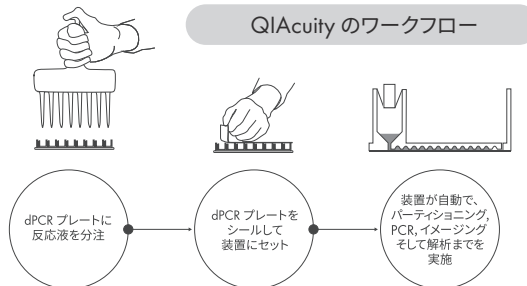 QIAcuity のワークフロー
dPCR プレートに
反応液を分注
dPCR プレートを
シールして
装置にセット
装置が自動で、
パーティショニング,
PCR, イメージング
そして解析までを
実施